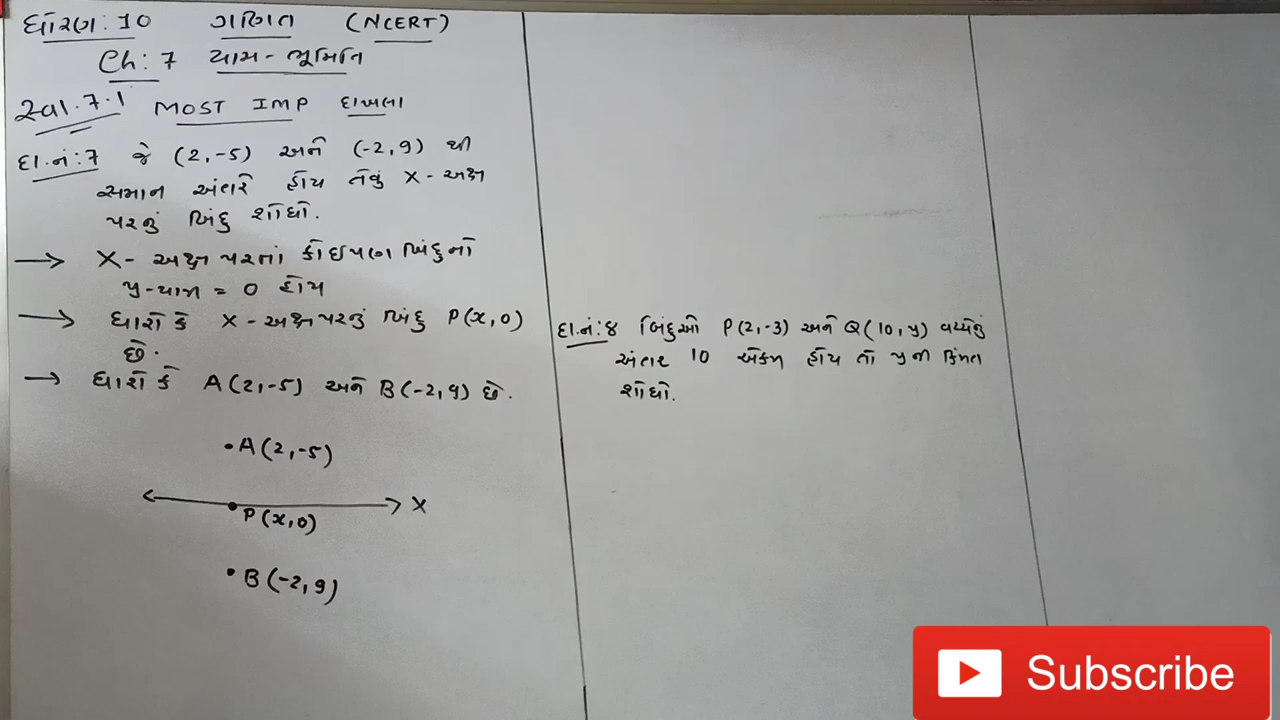 ધોરણ: 10 ગણિત (NCERT)
Ch: 7 યામ-ભૂમિતિ
સ્વા. 7.1 MOST IMP દાખલા
દા.નં:7 જે (2,-5) અને (-2,9) થી
સમાન અંતરે હોય તેવું X-અક્ષ
પરનું બિંદુ શોધો.
→ X- અક્ષ પરનાં કોઈપણ બિંદુનો
y-યામ = 0 હોય
→ ધારો કે X-અક્ષ પરનું બિંદુ P(x,0)
છે.
→ ધારો કે A(2,-5) અને B(-2,9) છે.
A(2,-5)
X
P(x,0)
B(-2,9)
દા.નં:8 બિંદુઓ P(2,-3) અને Q(10,y) વચ્ચેનું
અંતર 10 એકમ હોય તો y ની કિંમત
શોધો.
Subscribe